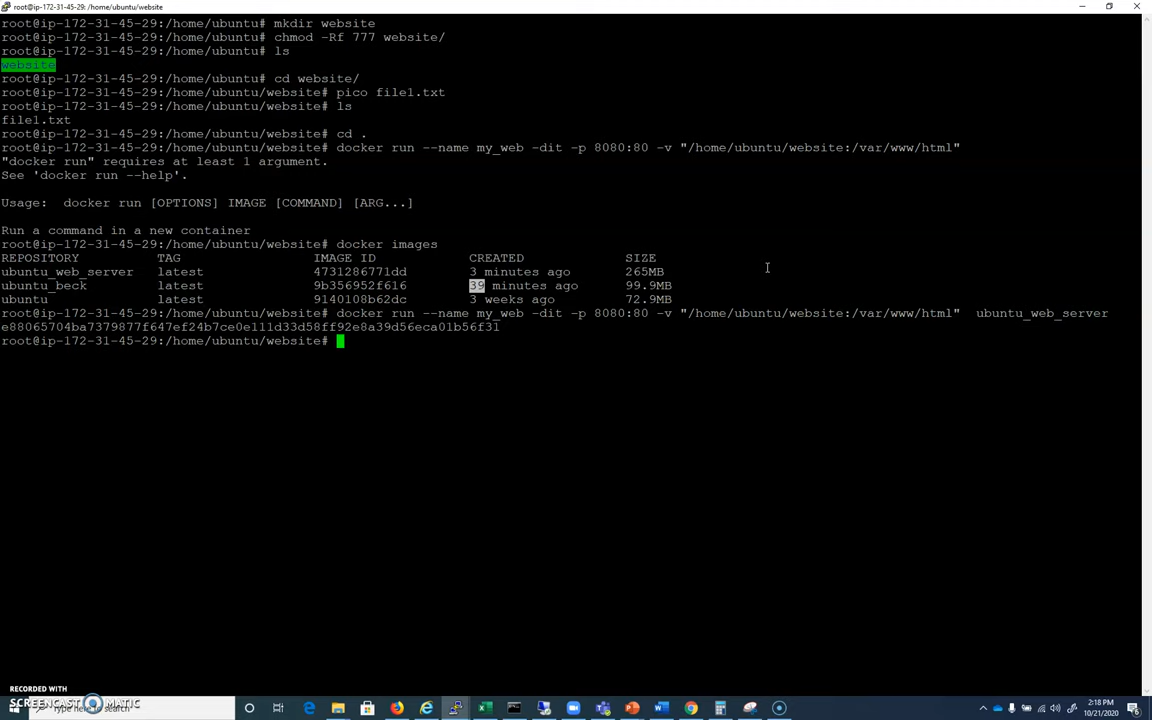 root@ip-172-31-45-29: /home/ubuntu/website
root@ip-172-31-45-29:/home/ubuntu# mkdir website
root@ip-172-31-45-29:/home/ubuntu# chmod -Rf 777 website/
root@ip-172-31-45-29:/home/ubuntu# ls
website
root@ip-172-31-45-29:/home/ubuntu# cd website/
root@ip-172-31-45-29:/home/ubuntu/website# pico file1.txt
root@ip-172-31-45-29:/home/ubuntu/website# ls
file1.txt
root@ip-172-31-45-29:/home/ubuntu/website# cd .
root@ip-172-31-45-29:/home/ubuntu/website# docker run --name my_web -dit -p 8080:80 -v "/home/ubuntu/website:/var/www/html"
"docker run" requires at least 1 argument.
See 'docker run --help'.
Usage:  docker run [OPTIONS] IMAGE [COMMAND] [ARG...]
Run a command in a new container
root@ip-172-31-45-29:/home/ubuntu/website# docker images
REPOSITORY TAG IMAGE ID CREATED SIZE
ubuntu_web_server latest 4731286771dd 3 minutes ago 265MB
ubuntu_beck latest 9b356952f616 39 minutes ago 99.9MB
ubuntu latest 9140108b62dc 3 weeks ago 72.9MB
root@ip-172-31-45-29:/home/ubuntu/website# docker run --name my_web -dit -p 8080:80 -v "/home/ubuntu/website:/var/www/html"  ubuntu_web_server
e88065704ba7379877f647ef24b7ce0e111d33d58ff92e8a39d56eca01b56f31
root@ip-172-31-45-29:/home/ubuntu/website#
RECORDED WITH
SCREENCAST-O-MATIC
Type here to search
2:18 PM
10/21/2020